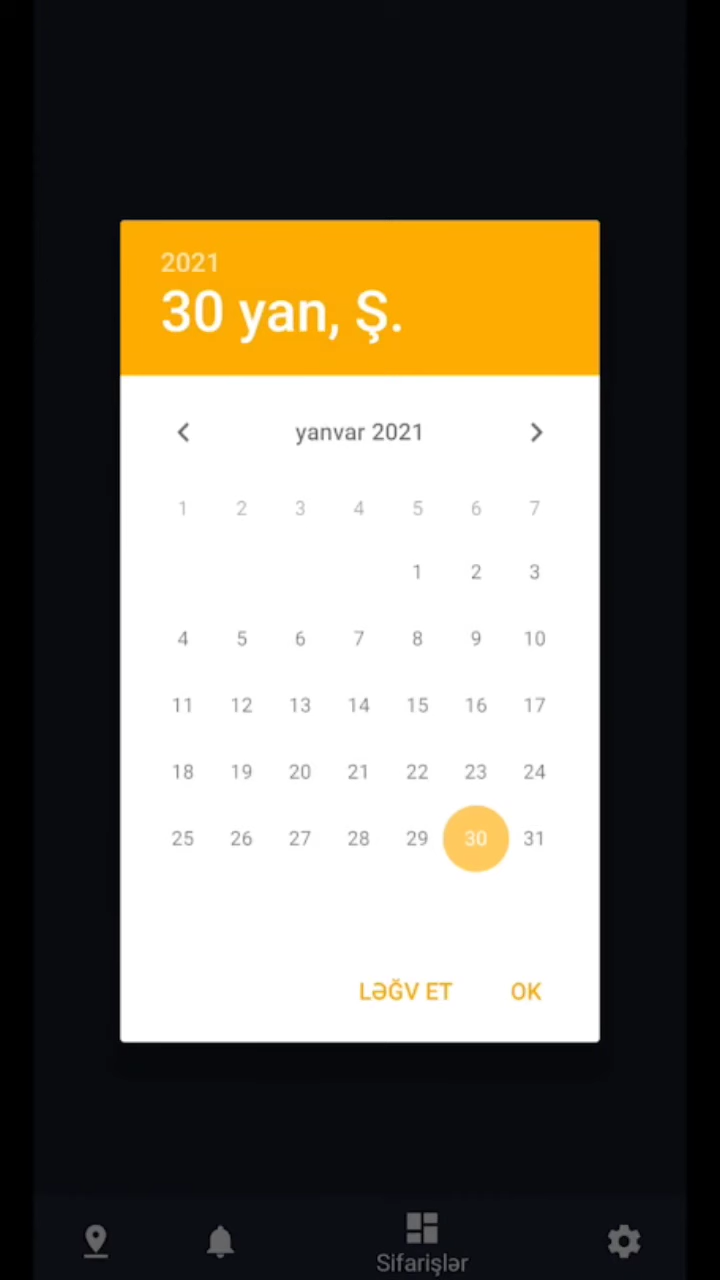 2021
30 yan, Ş.
yanvar 2021
1 2 3 4 5 6 7
1 2 3
4 5 6 7 8 9 10
11 12 13 14 15 16 17
18 19 20 21 22 23 24
25 26 27 28 29 30 31
LƏĞV ET OK
Sifarişlər